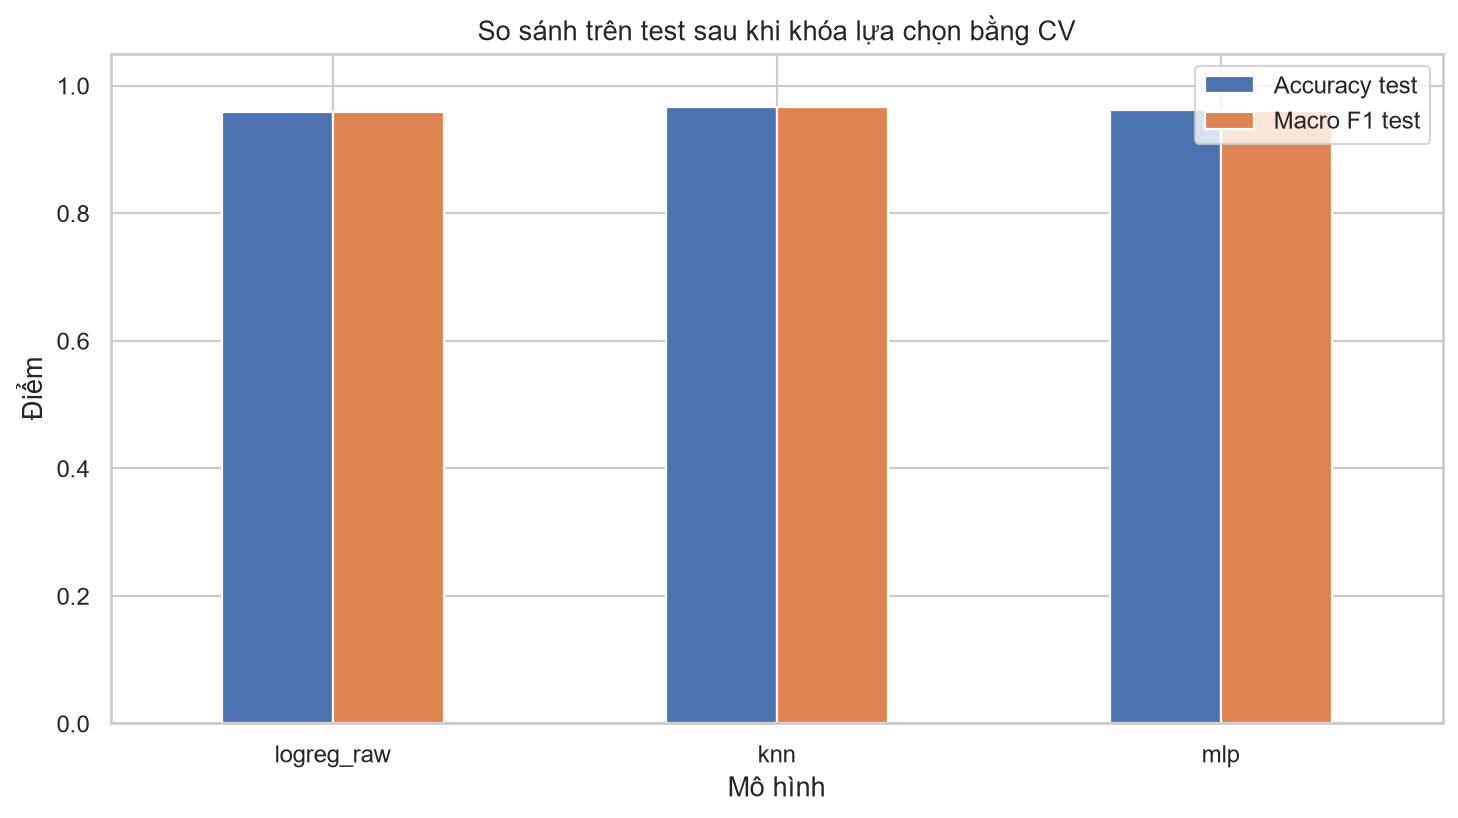 So sánh trên test sau khi khóa lựa chọn bằng CV
Accuracy test
Macro F1 test
1.0
0.8
0.6
0.4
0.2
0.0
Điểm
logreg_raw
knn
mlp
Mô hình